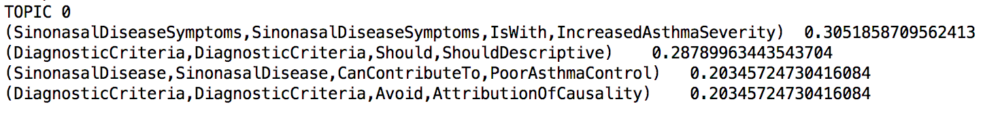 TOPIC 0
(SinonasalDiseaseSymptoms,SinonasalDiseaseSymptoms,IsWith,IncreasedAsthmaSeverity) 0.3051858709562413
(DiagnosticCriteria,DiagnosticCriteria,Should,ShouldDescriptive) 0.28789963443543704
(SinonasalDisease,SinonasalDisease,CanContributeTo,PoorAsthmaControl) 0.20345724730416084
(DiagnosticCriteria,DiagnosticCriteria,Avoid,AttributionOfCausality) 0.20345724730416084